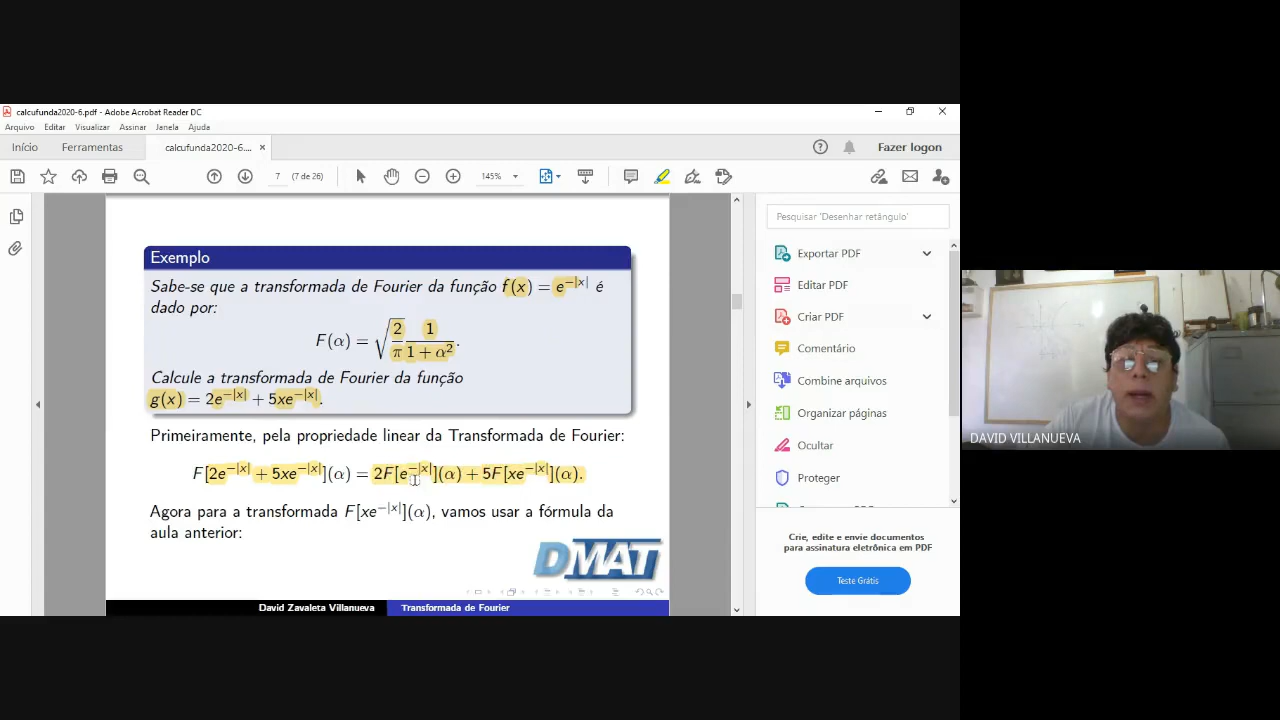 calcufunda2020-6.pdf - Adobe Acrobat Reader DC
Arquivo Editar Visualizar Assinar Janela Ajuda
Início Ferramentas calcufunda2020-6.... × Fazer logon
7 (7 de 26) 145%
Pesquisar 'Desenhar retângulo'
Exportar PDF
Editar PDF
Criar PDF
Comentário
Combine arquivos
Organizar páginas
Ocultar
Proteger
Crie, edite e envie documentos
para assinatura eletrônica em PDF
Teste Grátis
Exemplo
Sabe-se que a transformada de Fourier da função f(x) = e^{−|x|} é
dado por:
F(α) = √(2/π) 1/(1 + α²).
Calcule a transformada de Fourier da função
g(x) = 2e^{−|x|} + 5xe^{−|x|}.
Primeiramente, pela propriedade linear da Transformada de Fourier:
F[2e^{−|x|} + 5xe^{−|x|}](α) = 2F[e^{−|x|}](α) + 5F[xe^{−|x|}](α).
Agora para a transformada F[xe^{−|x|}](α), vamos usar a fórmula da
aula anterior:
DMAT
David Zavaleta Villanueva Transformada de Fourier
DAVID VILLANUEVA